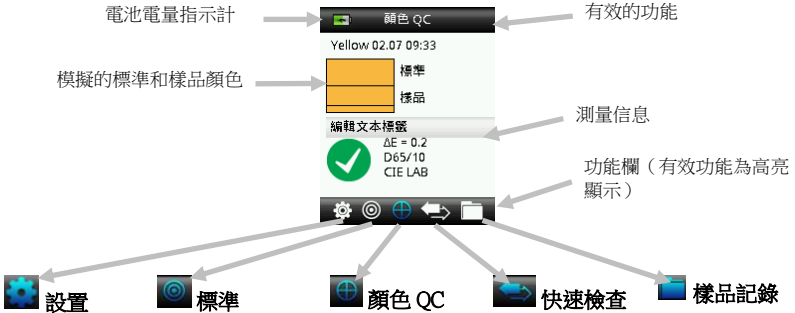 電池電量指示計
顏色 QC
有效的功能
Yellow 02.07 09:33
模擬的標準和樣品顏色
標準
樣品
編輯文本標籤
測量信息
ΔE = 0.2
D65/10
CIE LAB
功能欄（有效功能為高亮
顯示）
設置
標準
顏色 QC
快速檢查
樣品記錄